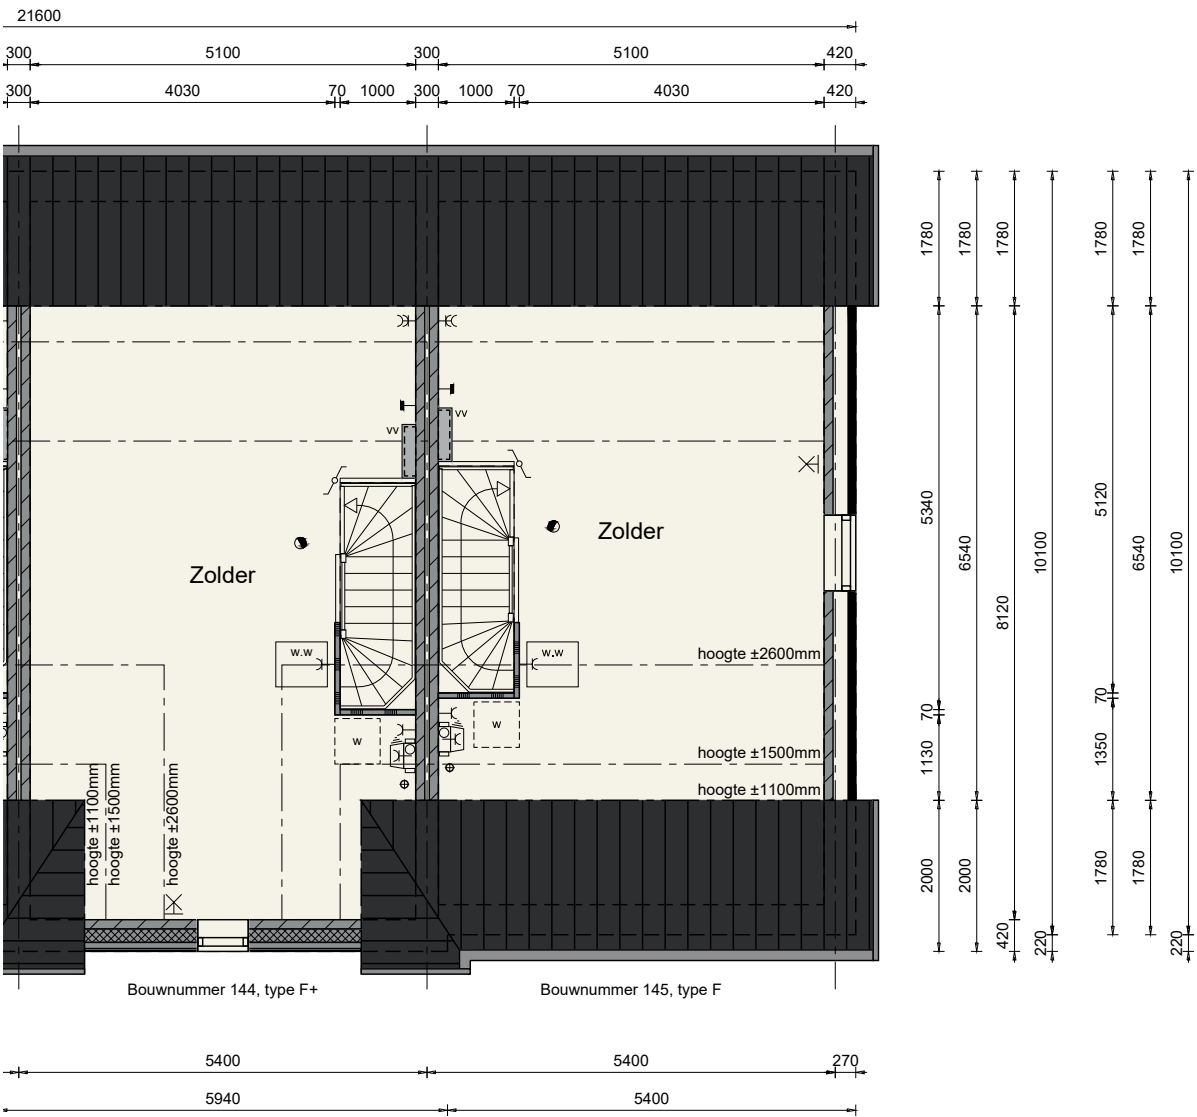 21600
300 5100 300 5100 420
300 4030 70 1000 300 1000 70 4030 420
1780 1780 1780 1780 1780
vv vv
5340 6540 8120 10100 5120 6540 10100
Zolder Zolder
w.w w.w
hoogte ±2600mm
70 70
w w
1130 1350
hoogte ±1500mm
hoogte ±1100mm
hoogte ±1100mm
hoogte ±1500mm
hoogte ±2600mm
2000 2000 1780 1780
420 220 220
Bouwnummer 144, type F+ Bouwnummer 145, type F
5400 5400 270
5940 5400